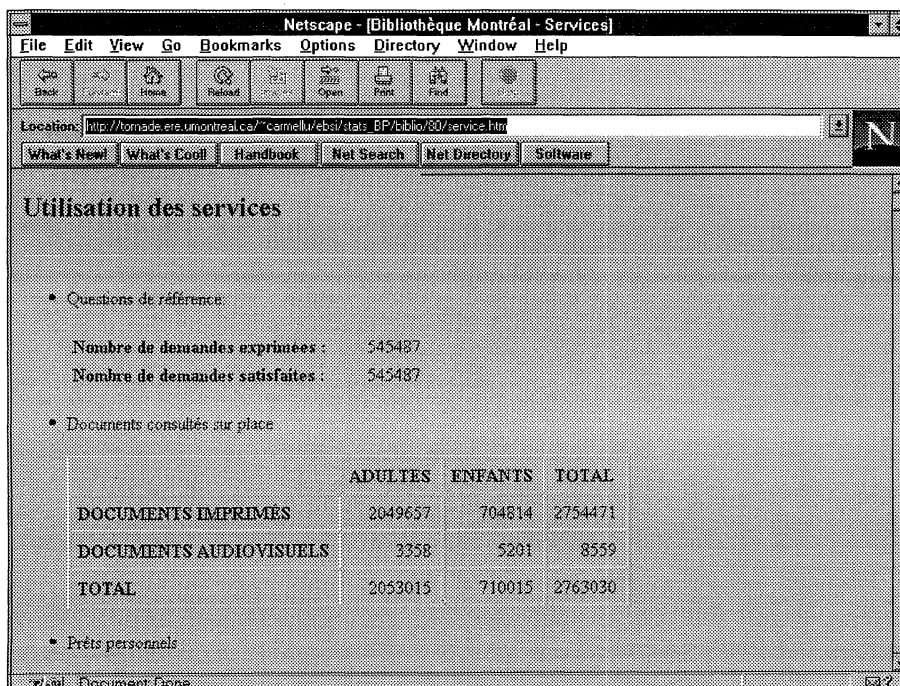 Netscape - [Bibliothèque Montréal - Services]
File Edit View Go Bookmarks Options Directory Window Help
Back Home Reload Open Print Find
Location: http://tornade.ere.umontreal.ca/~carmellu/ebsi/stats_BP/biblio/80/service.htm
What's New! What's Cool! Handbook Net Search Net Directory Software
N
Utilisation des services
• Questions de référence
Nombre de demandes exprimées : 545487
Nombre de demandes satisfaites : 545487
• Documents consultés sur place
ADULTES ENFANTS TOTAL
DOCUMENTS IMPRIMÉS 2049657 704814 2754471
DOCUMENTS AUDIOVISUELS 3358 5201 8559
TOTAL 2053015 710015 2763030
• Prêts personnels
Document Done